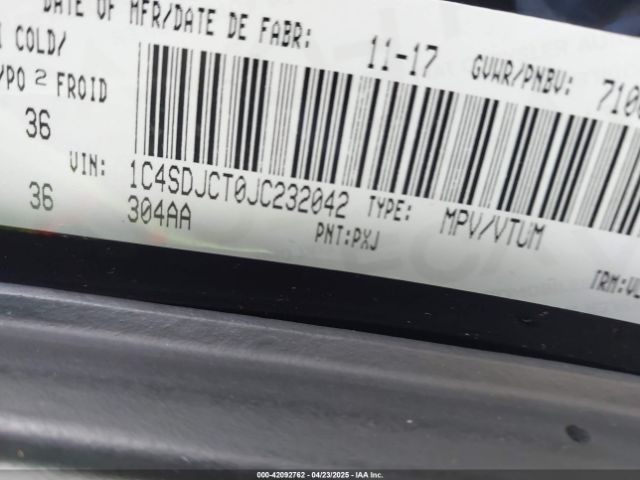 DATE OF MFR/DATE DE FABR: 11-17 GVWR/PNBV:
COLD/
/PO 2 FROID
36
VIN: 1C4SDJCT0JC232042 TYPE: MPV/VTUM
36 304AA
PNT:PXJ TRM:
000-42092762 - 04/23/2025 - IAA Inc.